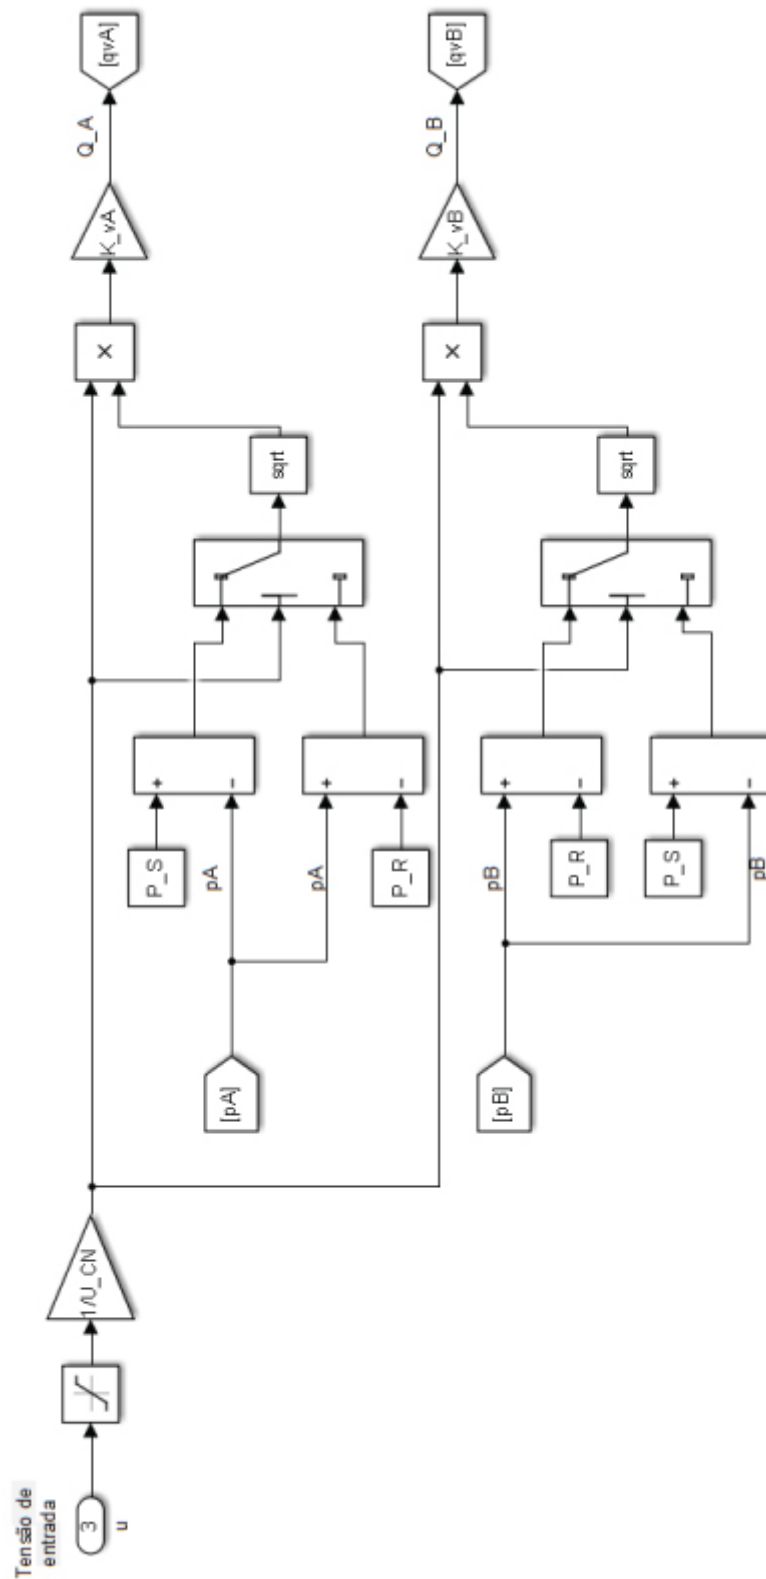 Tensão de
entrada
3
u
1/U_CN
[pA]
pA
pA
P_S
P_R
+
−
+
−
sqrt
×
K_vA
Q_A
[qvA]
[pB]
pB
pB
P_R
P_S
+
−
+
−
sqrt
×
K_vB
Q_B
[qvB]